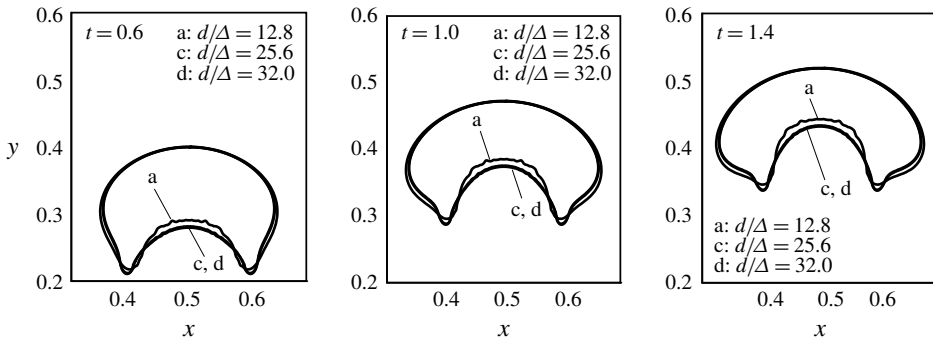 0.6
0.5
0.4
0.3
0.2
y
t = 0.6
a: d/Δ = 12.8
c: d/Δ = 25.6
d: d/Δ = 32.0
a
c, d
0.4 0.5 0.6
x
0.6
0.5
0.4
0.3
0.2
t = 1.0
a: d/Δ = 12.8
c: d/Δ = 25.6
d: d/Δ = 32.0
a
c, d
0.4 0.5 0.6
x
0.6
0.5
0.4
0.3
0.2
t = 1.4
a
c, d
a: d/Δ = 12.8
c: d/Δ = 25.6
d: d/Δ = 32.0
0.4 0.5 0.6
x